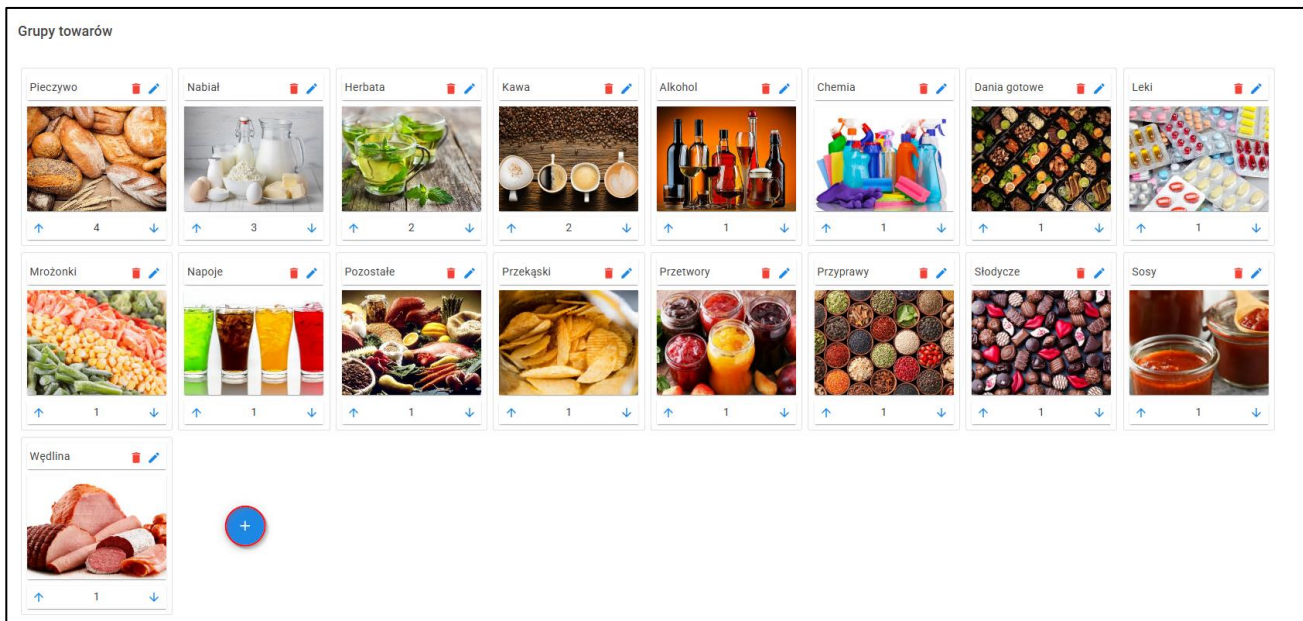 Grupy towarów
Pieczywo Nabiał Herbata Kawa Alkohol Chemia Dania gotowe Leki
4 3 2 2 1 1 1 1
Mrożonki Napoje Pozostałe Przekąski Przetwory Przyprawy Słodycze Sosy
1 1 1 1 1 1 1 1
Wędlina
+
1